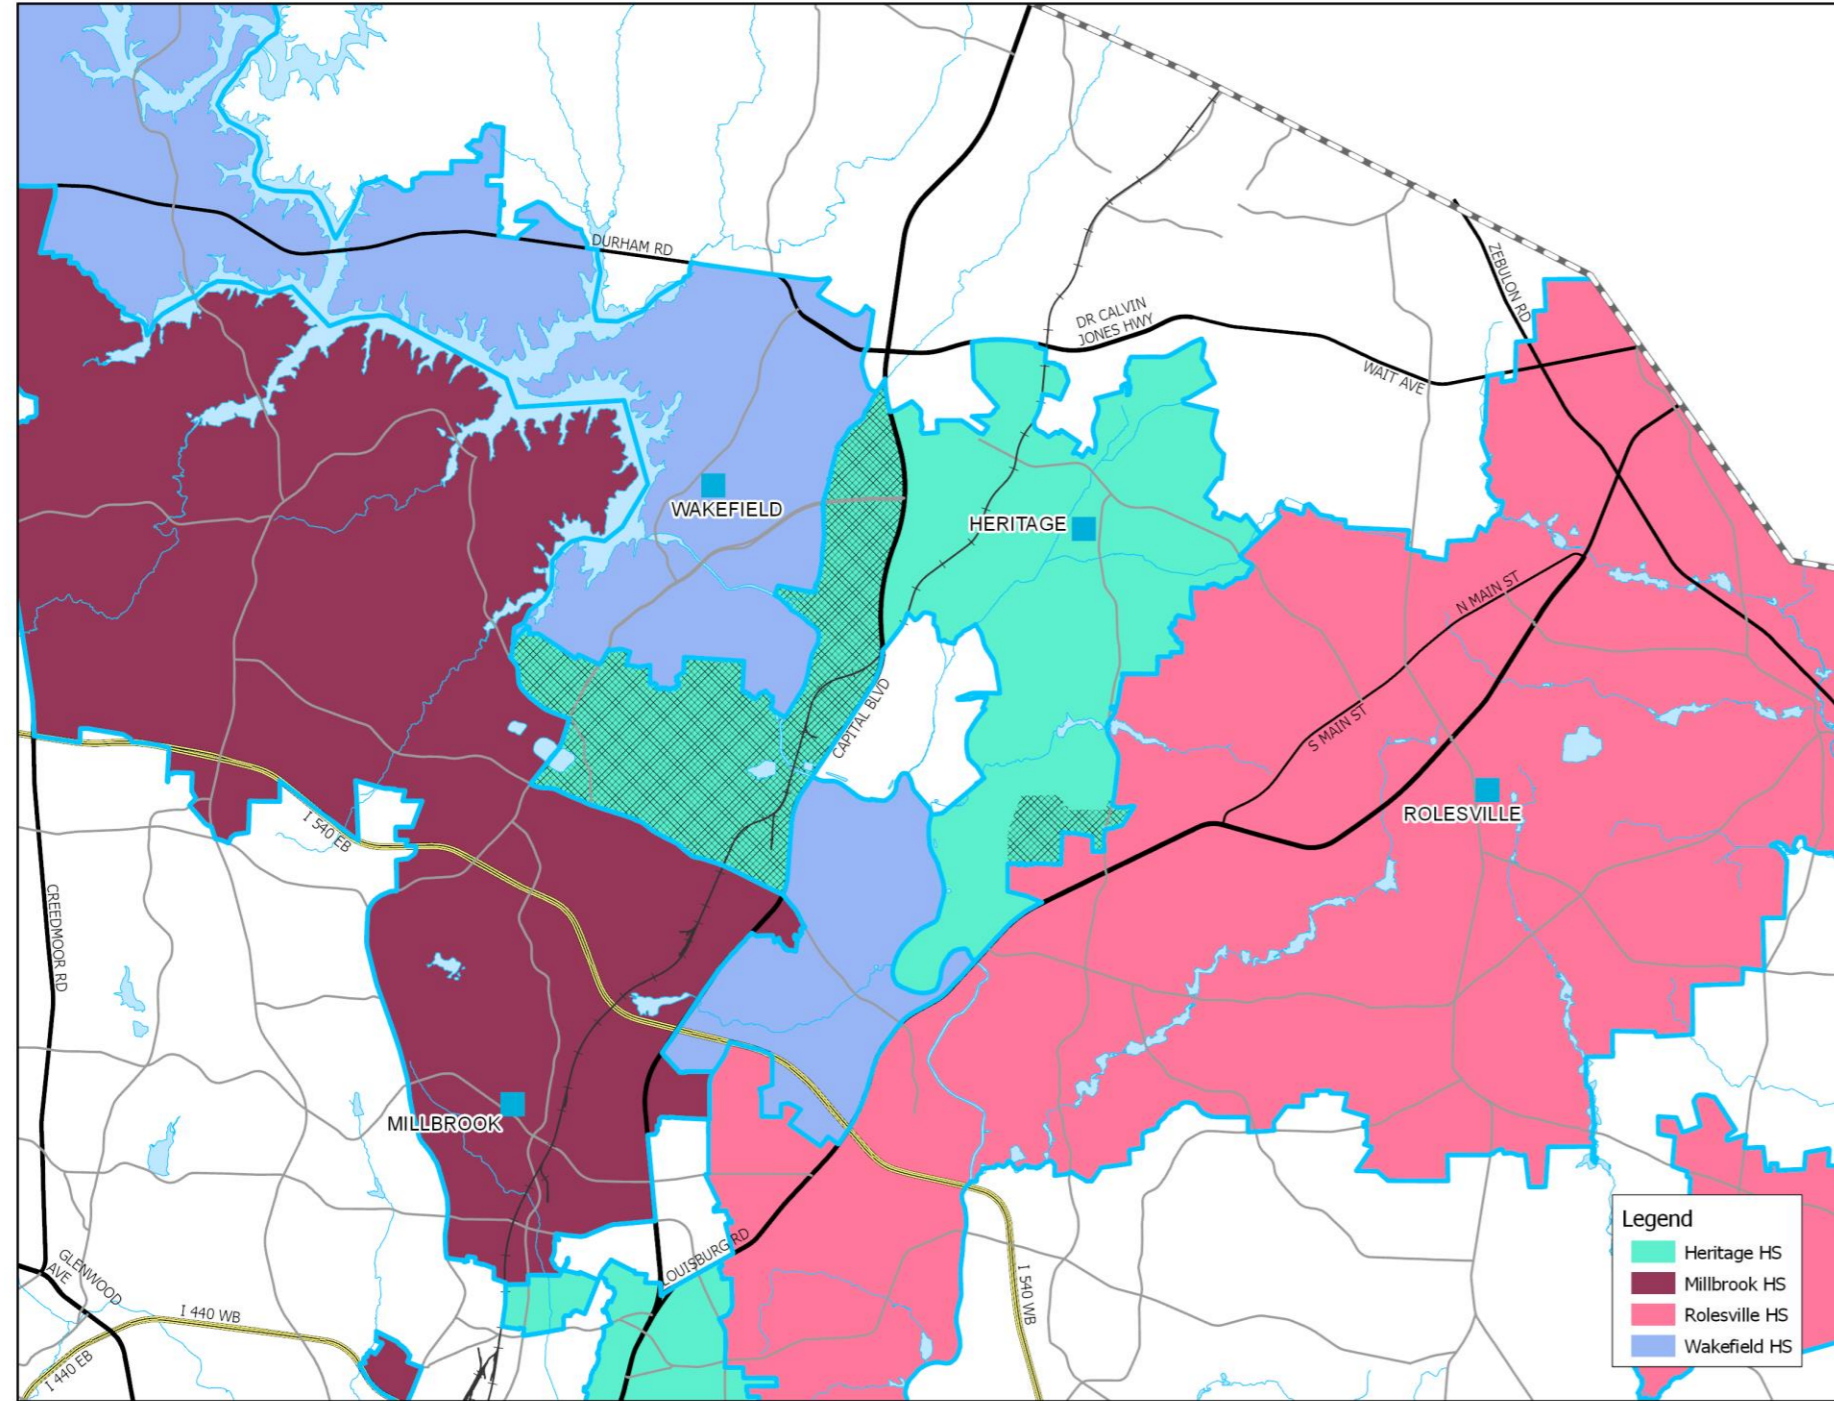 DURHAM RD
DR CALVIN
JONES HWY
ZEBULON RD
WAIT AVE
WAKEFIELD
HERITAGE
N MAIN ST
CAPITAL BLVD
S MAIN ST
ROLESVILLE
I 540 EB
CREEDMOOR RD
MILLBROOK
LOUISBURG RD
GLENWOOD
AVE
I 440 WB
I 440 EB
I 540 WB
Legend
Heritage HS
Millbrook HS
Rolesville HS
Wakefield HS